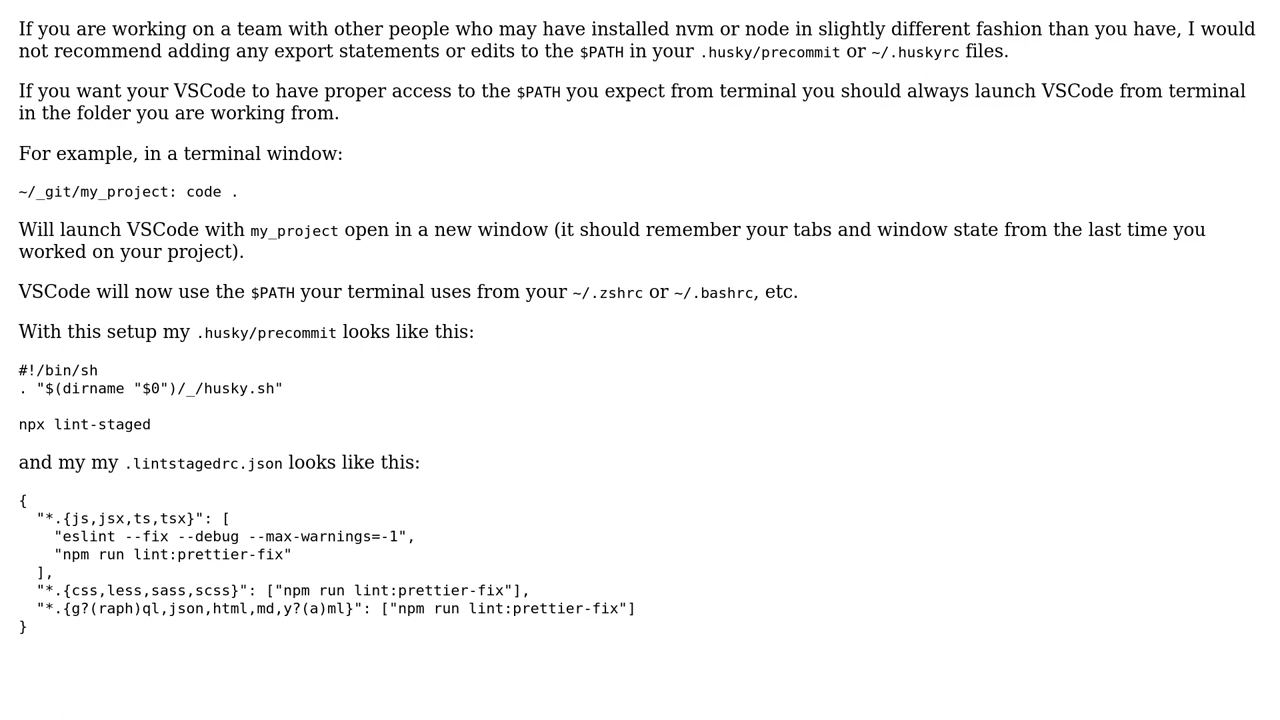 If you are working on a team with other people who may have installed nvm or node in slightly different fashion than you have, I would
not recommend adding any export statements or edits to the $PATH in your .husky/precommit or ~/.huskyrc files.
If you want your VSCode to have proper access to the $PATH you expect from terminal you should always launch VSCode from terminal
in the folder you are working from.
For example, in a terminal window:
~/_git/my_project: code .
Will launch VSCode with my_project open in a new window (it should remember your tabs and window state from the last time you
worked on your project).
VSCode will now use the $PATH your terminal uses from your ~/.zshrc or ~/.bashrc, etc.
With this setup my .husky/precommit looks like this:
#!/bin/sh
. "$(dirname "$0")/_/husky.sh"
npx lint-staged
and my my .lintstagedrc.json looks like this:
{
  "*.{js,jsx,ts,tsx}": [
    "eslint --fix --debug --max-warnings=-1",
    "npm run lint:prettier-fix"
  ],
  "*.{css,less,sass,scss}": ["npm run lint:prettier-fix"],
  "*.{g?(raph)ql,json,html,md,y?(a)ml}": ["npm run lint:prettier-fix"]
}